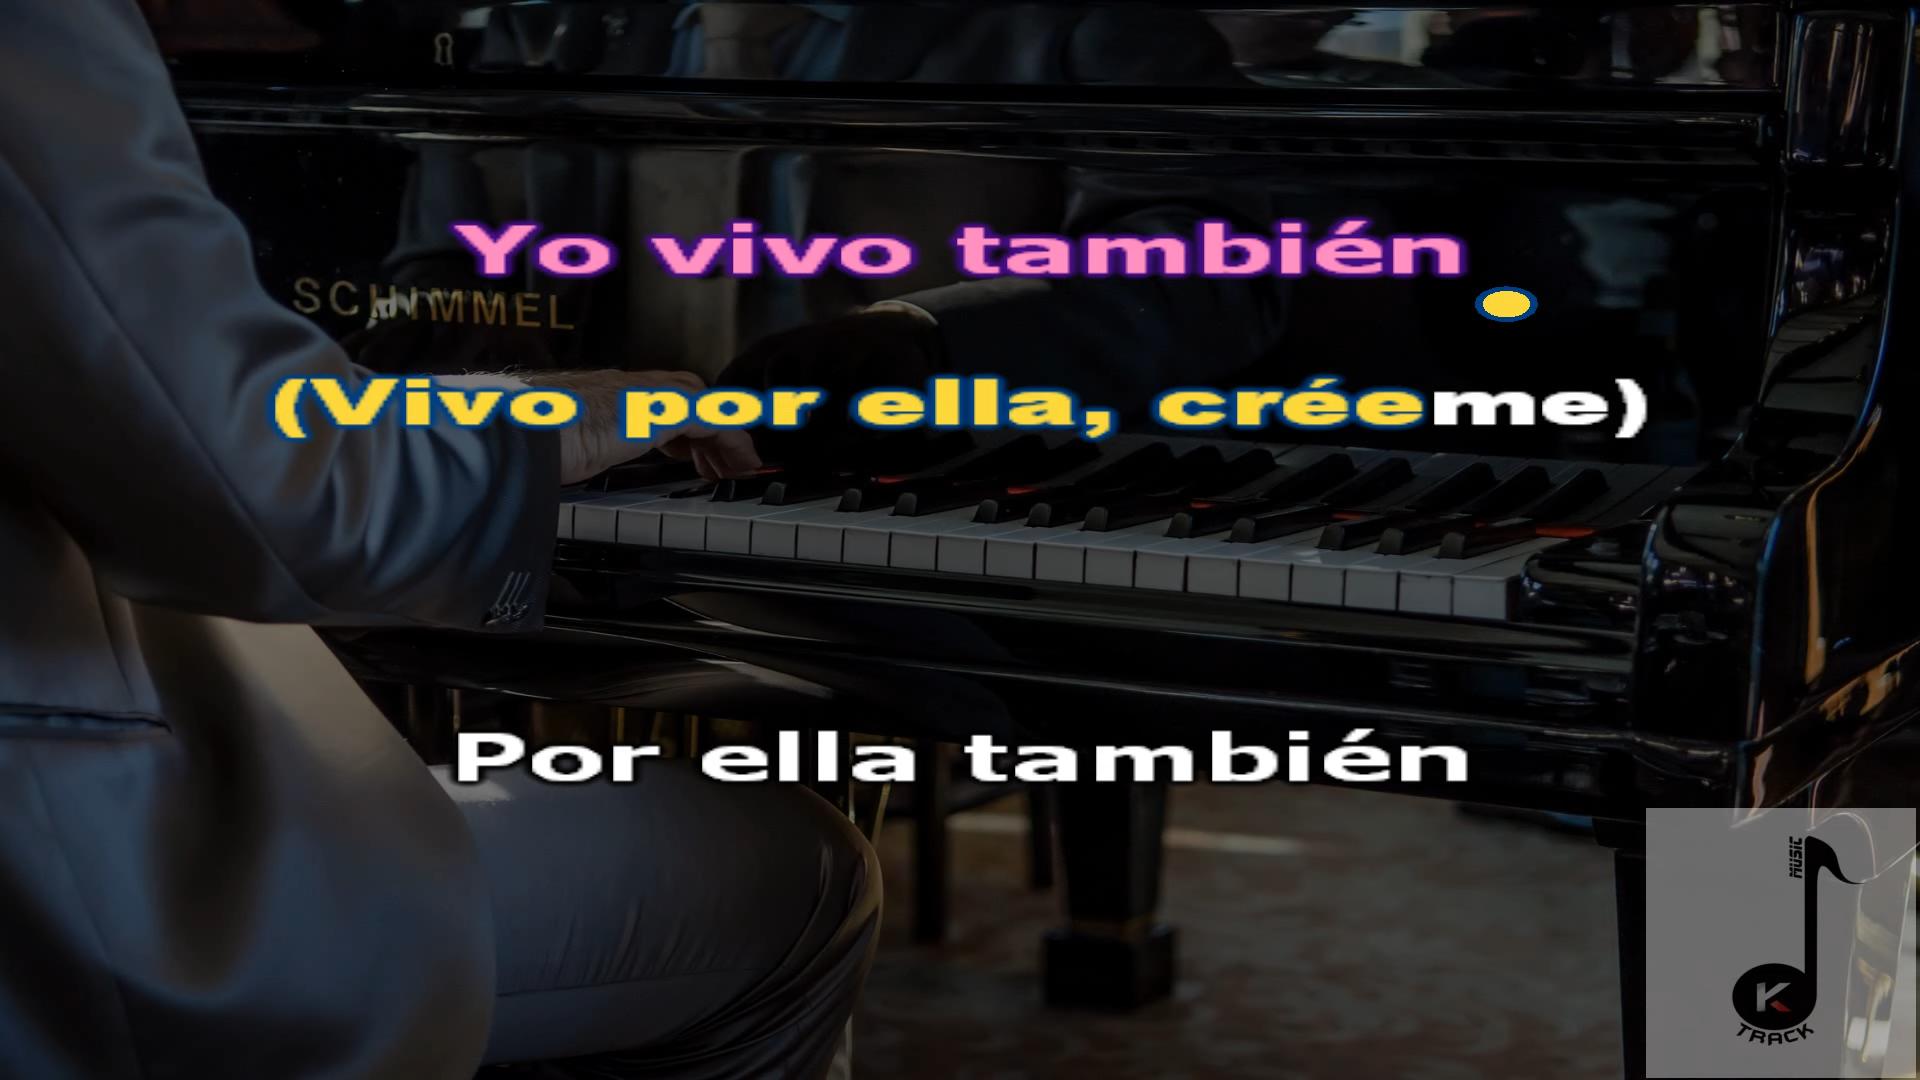 Yo vivo también
SCHIMMEL
(Vivo por ella, créeme)
Por ella también
MUSIC
K
TRACK